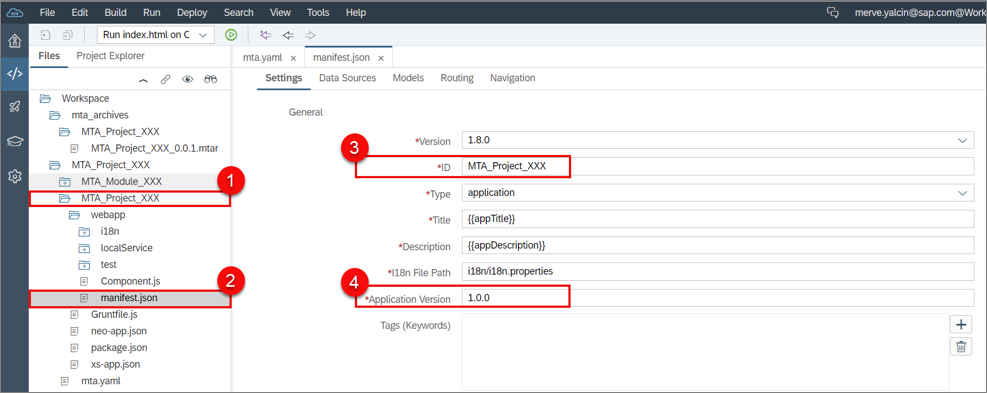 File Edit Build Run Deploy Search View Tools Help merve.yalcin@sap.com@Work
Run index.html on C
Files Project Explorer
mta.yaml × manifest.json ×
Settings Data Sources Models Routing Navigation
Workspace
mta_archives
MTA_Project_XXX
MTA_Project_XXX_0.0.1.mtar
MTA_Project_XXX
MTA_Module_XXX
1
MTA_Project_XXX
webapp
i18n
localService
test
Component.js
2
manifest.json
Gruntfile.js
neo-app.json
package.json
xs-app.json
mta.yaml
General
*Version 1.8.0
3
*ID MTA_Project_XXX
*Type application
*Title {{appTitle}}
*Description {{appDescription}}
*I18n File Path i18n/i18n.properties
4
*Application Version 1.0.0
Tags (Keywords)